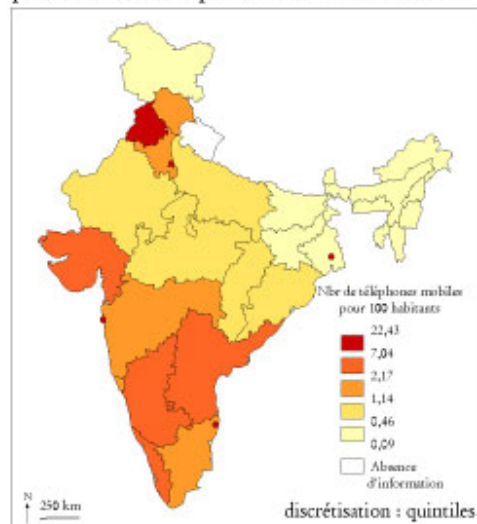 Nbr de téléphones mobiles
pour 100 habitants
22,43
7,04
2,17
1,14
0,46
0,09
Absence
d'information
N
250 km
discrétisation : quintiles